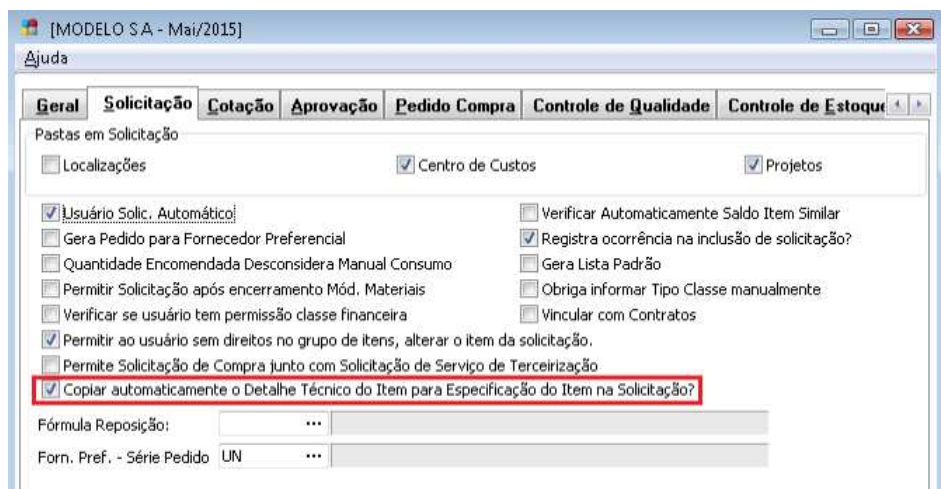 [MODELO S A - Mai/2015]
Ajuda
Geral Solicitação Cotação Aprovação Pedido Compra Controle de Qualidade Controle de Estoque
Pastas em Solicitação
Localizações Centro de Custos Projetos
Usuário Solic. Automático Verificar Automaticamente Saldo Item Similar
Gera Pedido para Fornecedor Preferencial Registra ocorrência na inclusão de solicitação?
Quantidade Encomendada Desconsidera Manual Consumo Gera Lista Padrão
Permitir Solicitação após encerramento Mód. Materiais Obriga informar Tipo Classe manualmente
Verificar se usuário tem permissão classe financeira Vincular com Contratos
Permitir ao usuário sem direitos no grupo de itens, alterar o item da solicitação.
Permite Solicitação de Compra junto com Solicitação de Serviço de Terceirização
Copiar automaticamente o Detalhe Técnico do Item para Especificação do Item na Solicitação?
Fórmula Reposição: ...
Forn. Pref. - Série Pedido UN ...